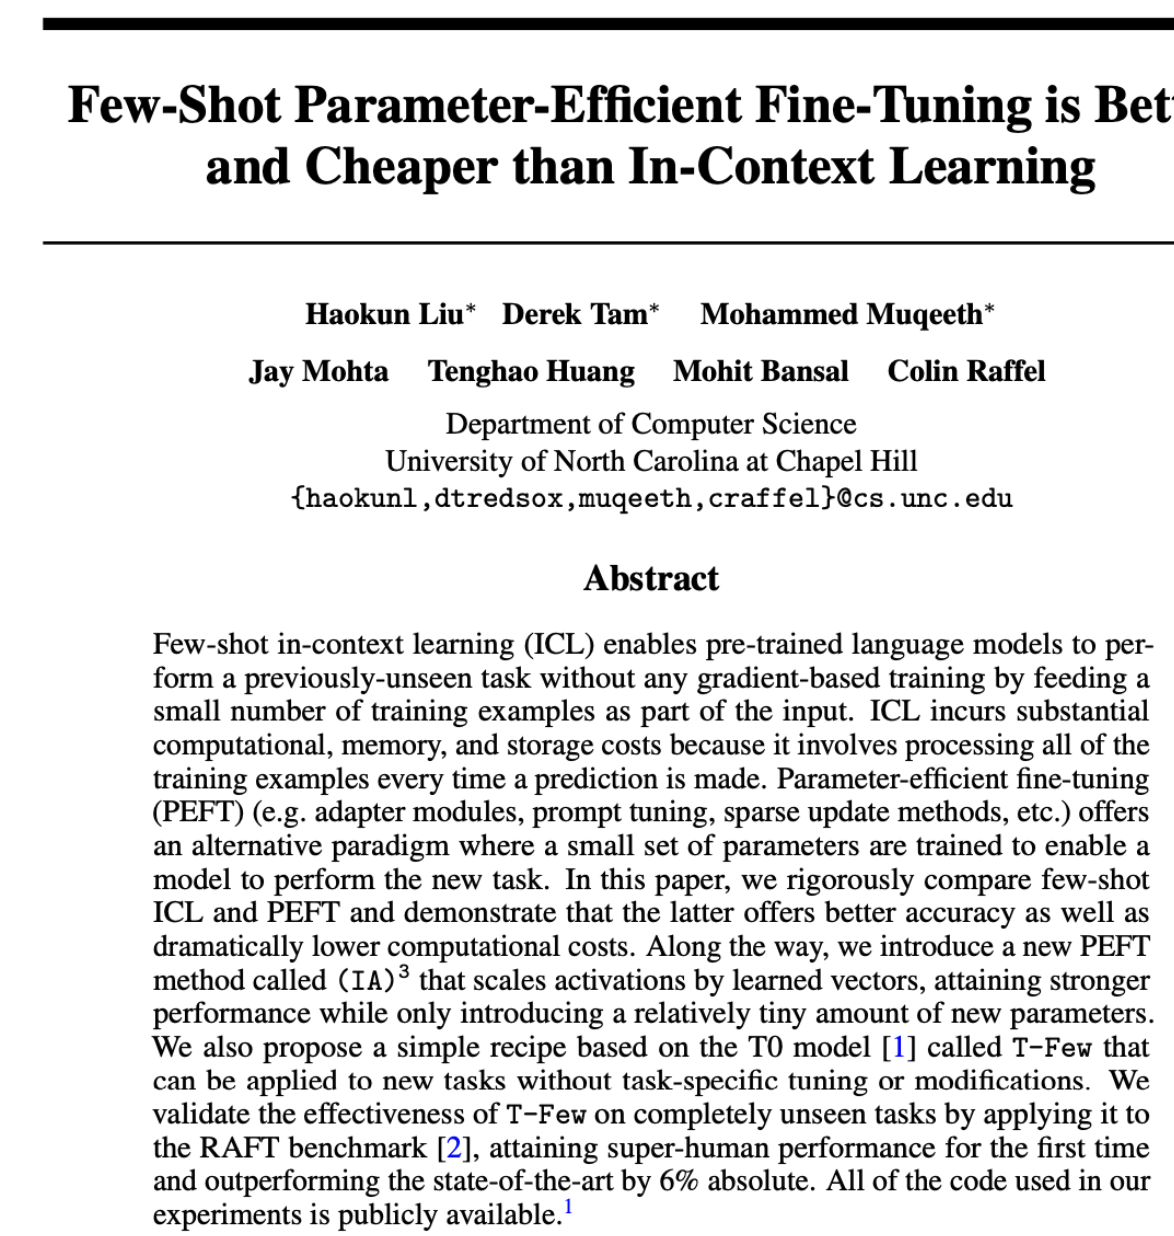 Few-Shot Parameter-Efficient Fine-Tuning is Bet
and Cheaper than In-Context Learning
Haokun Liu* Derek Tam* Mohammed Muqeeth*
Jay Mohta Tenghao Huang Mohit Bansal Colin Raffel
Department of Computer Science
University of North Carolina at Chapel Hill
{haokunl,dtredsox,muqeeth,craffel}@cs.unc.edu
Abstract
Few-shot in-context learning (ICL) enables pre-trained language models to per-
form a previously-unseen task without any gradient-based training by feeding a
small number of training examples as part of the input. ICL incurs substantial
computational, memory, and storage costs because it involves processing all of the
training examples every time a prediction is made. Parameter-efficient fine-tuning
(PEFT) (e.g. adapter modules, prompt tuning, sparse update methods, etc.) offers
an alternative paradigm where a small set of parameters are trained to enable a
model to perform the new task. In this paper, we rigorously compare few-shot
ICL and PEFT and demonstrate that the latter offers better accuracy as well as
dramatically lower computational costs. Along the way, we introduce a new PEFT
method called (IA)³ that scales activations by learned vectors, attaining stronger
performance while only introducing a relatively tiny amount of new parameters.
We also propose a simple recipe based on the T0 model [1] called T-Few that
can be applied to new tasks without task-specific tuning or modifications. We
validate the effectiveness of T-Few on completely unseen tasks by applying it to
the RAFT benchmark [2], attaining super-human performance for the first time
and outperforming the state-of-the-art by 6% absolute. All of the code used in our
experiments is publicly available.¹